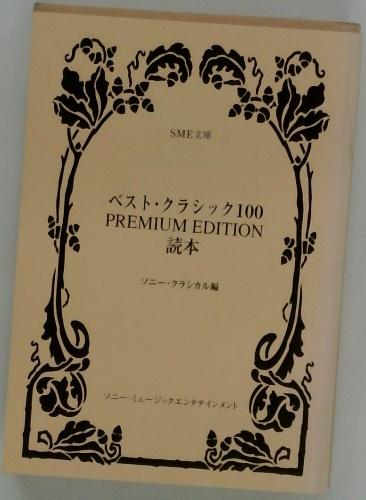 SME文庫
ベスト・クラシック100
PREMIUM EDITION
読本
ソニー・クラシカル編
ソニー・ミュージックエンタテインメント